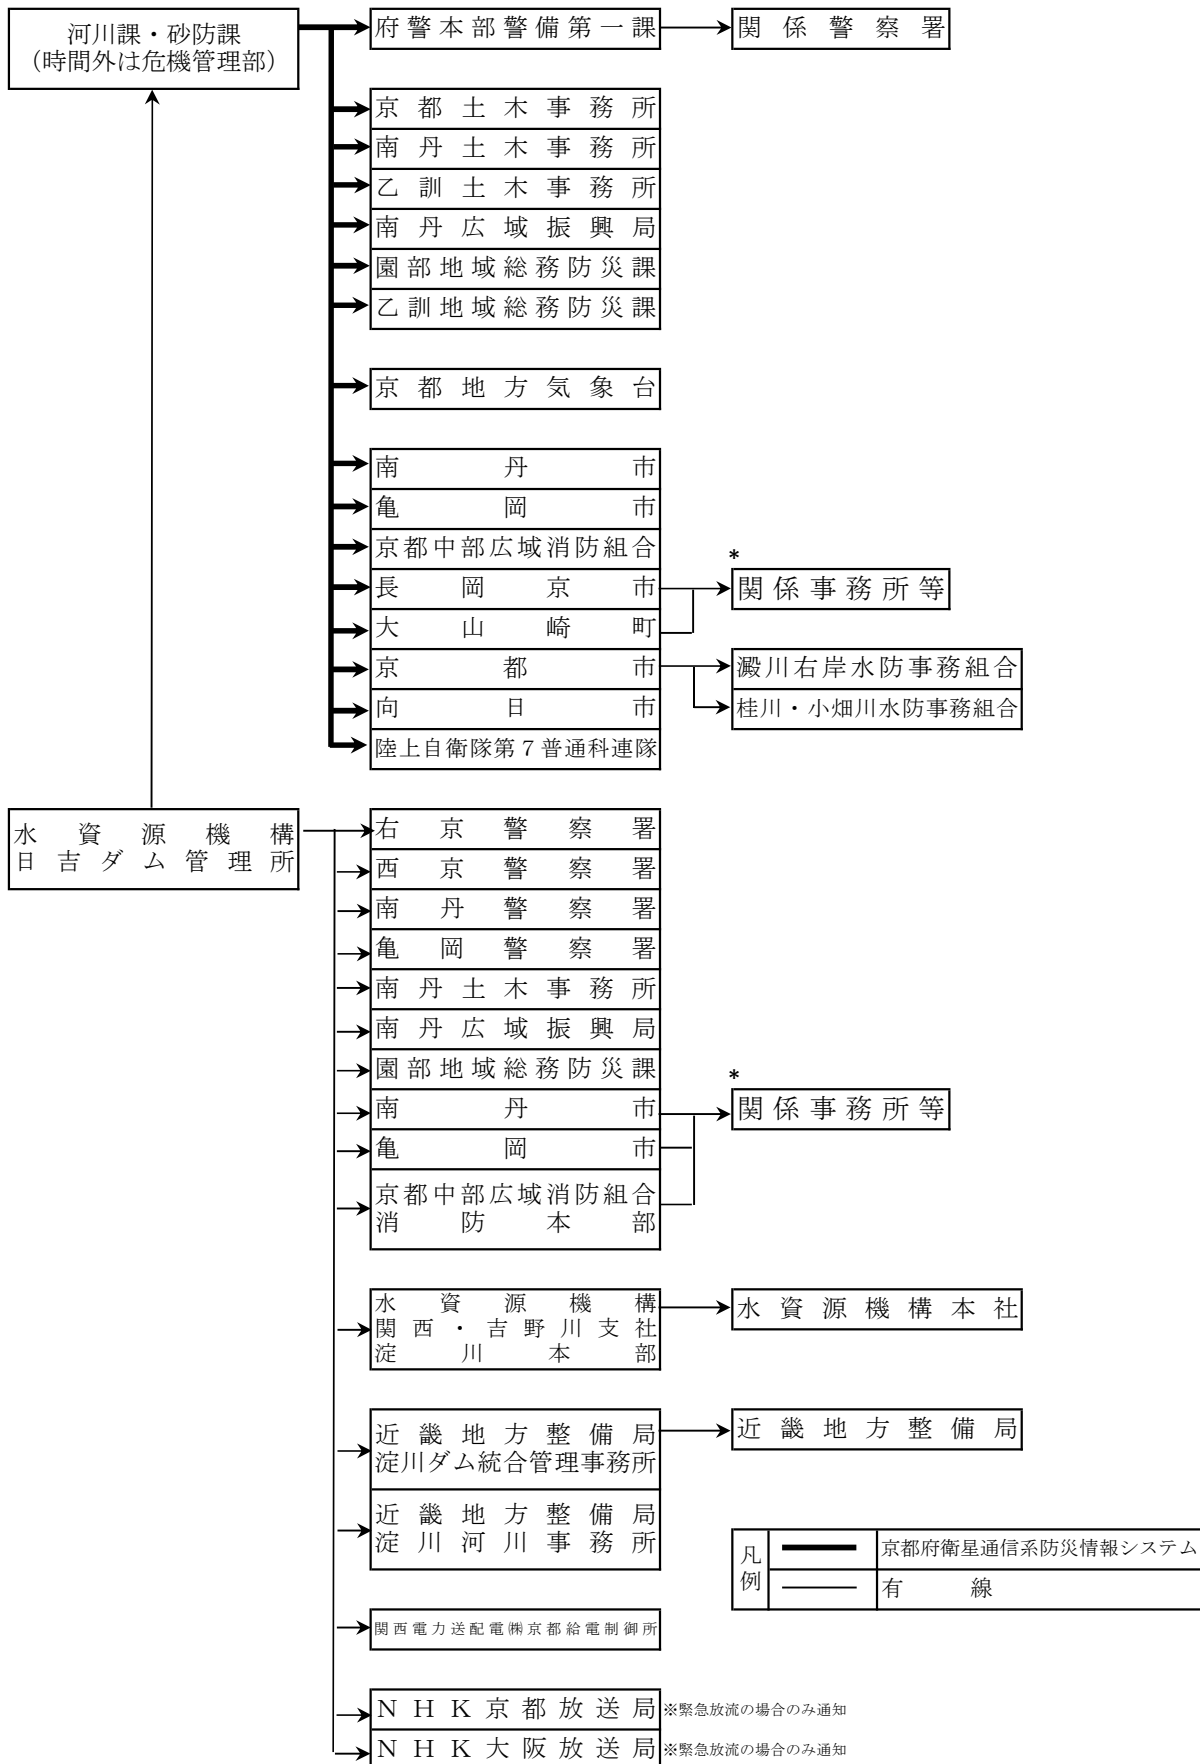 河川課・砂防課
（時間外は危機管理部）
府警本部警備第一課
関係警察署
京都土木事務所
南丹土木事務所
乙訓土木事務所
南丹広域振興局
園部地域総務防災課
乙訓地域総務防災課
京都地方気象台
南丹市
亀岡市
京都中部広域消防組合
長岡京市
*
関係事務所等
大山崎町
京都市
澱川右岸水防事務組合
向日市
桂川・小畑川水防事務組合
陸上自衛隊第７普通科連隊
水資源機構
日吉ダム管理所
右京警察署
西京警察署
南丹警察署
亀岡警察署
南丹土木事務所
南丹広域振興局
園部地域総務防災課
南丹市
*
関係事務所等
亀岡市
京都中部広域消防組合
消防本部
水資源機構
関西・吉野川支社
淀川本部
水資源機構本社
近畿地方整備局
淀川ダム統合管理事務所
近畿地方整備局
近畿地方整備局
淀川河川事務所
凡例
京都府衛星通信系防災情報システム
有線
関西電力送配電㈱京都給電制御所
ＮＨＫ京都放送局 ※緊急放流の場合のみ通知
ＮＨＫ大阪放送局 ※緊急放流の場合のみ通知